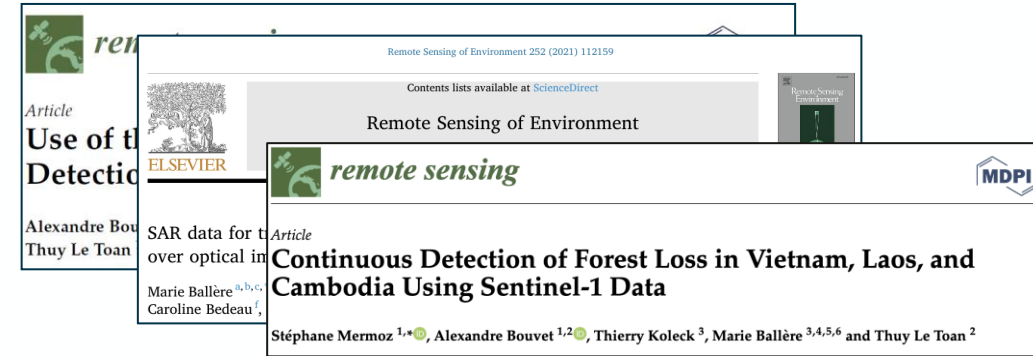 Article
Use of t
Detectio
Alexandre Bou
Thuy Le Toan
Remote Sensing of Environment 252 (2021) 112159
Contents lists available at ScienceDirect
Remote Sensing of Environment
ELSEVIER
Remote Sensing
Environment
SAR data for t
over optical im
Marie Ballère a,b,c,
Caroline Bedeau f,
remote sensing
MDPI
Article
Continuous Detection of Forest Loss in Vietnam, Laos, and
Cambodia Using Sentinel-1 Data
Stéphane Mermoz 1,*, Alexandre Bouvet 1,2, Thierry Koleck 3, Marie Ballère 3,4,5,6 and Thuy Le Toan 2